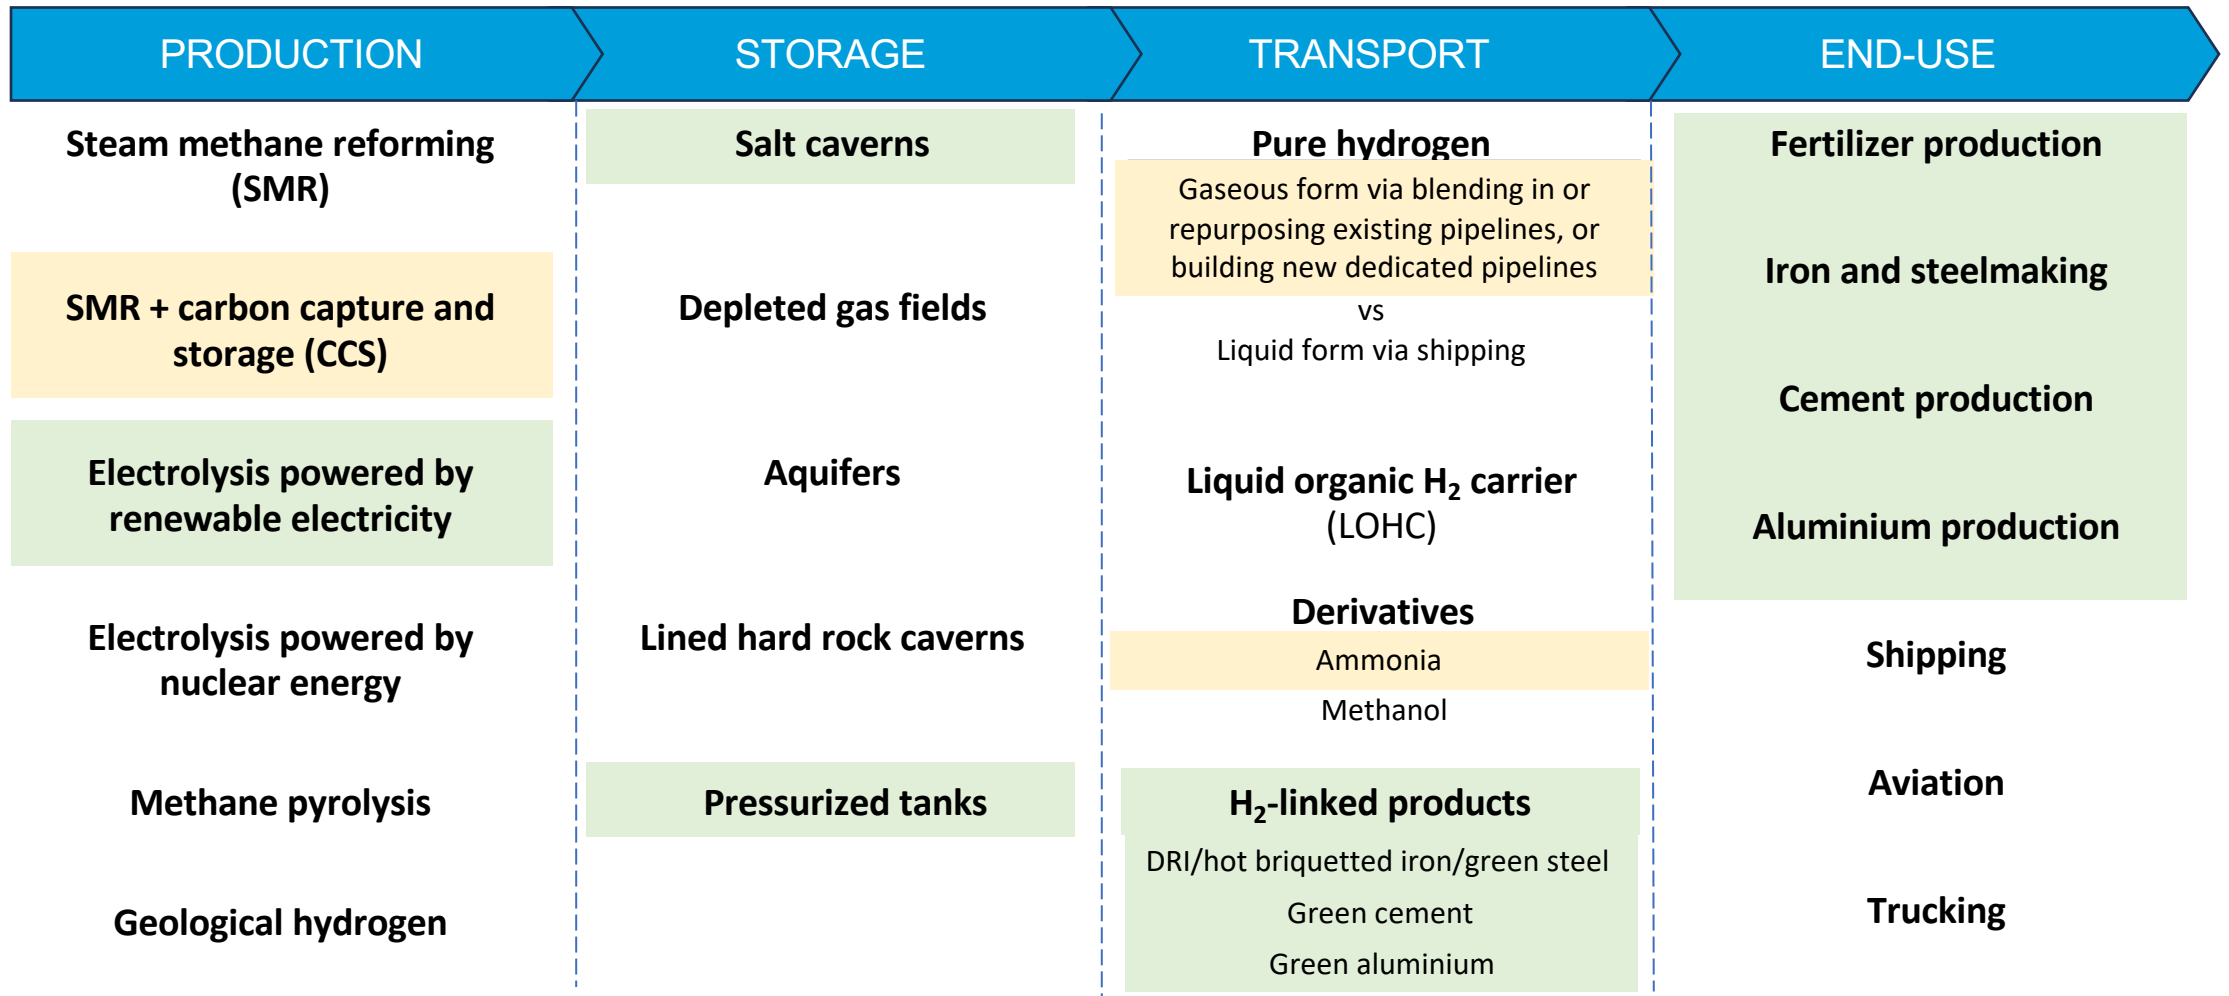 PRODUCTION
STORAGE
TRANSPORT
END-USE
Steam methane reforming
(SMR)
SMR + carbon capture and
storage (CCS)
Electrolysis powered by
renewable electricity
Electrolysis powered by
nuclear energy
Methane pyrolysis
Geological hydrogen
Salt caverns
Depleted gas fields
Aquifers
Lined hard rock caverns
Pressurized tanks
Pure hydrogen
Gaseous form via blending in or
repurposing existing pipelines, or
building new dedicated pipelines
vs
Liquid form via shipping
Liquid organic H₂ carrier
(LOHC)
Derivatives
Ammonia
Methanol
H₂-linked products
DRI/hot briquetted iron/green steel
Green cement
Green aluminium
Fertilizer production
Iron and steelmaking
Cement production
Aluminium production
Shipping
Aviation
Trucking